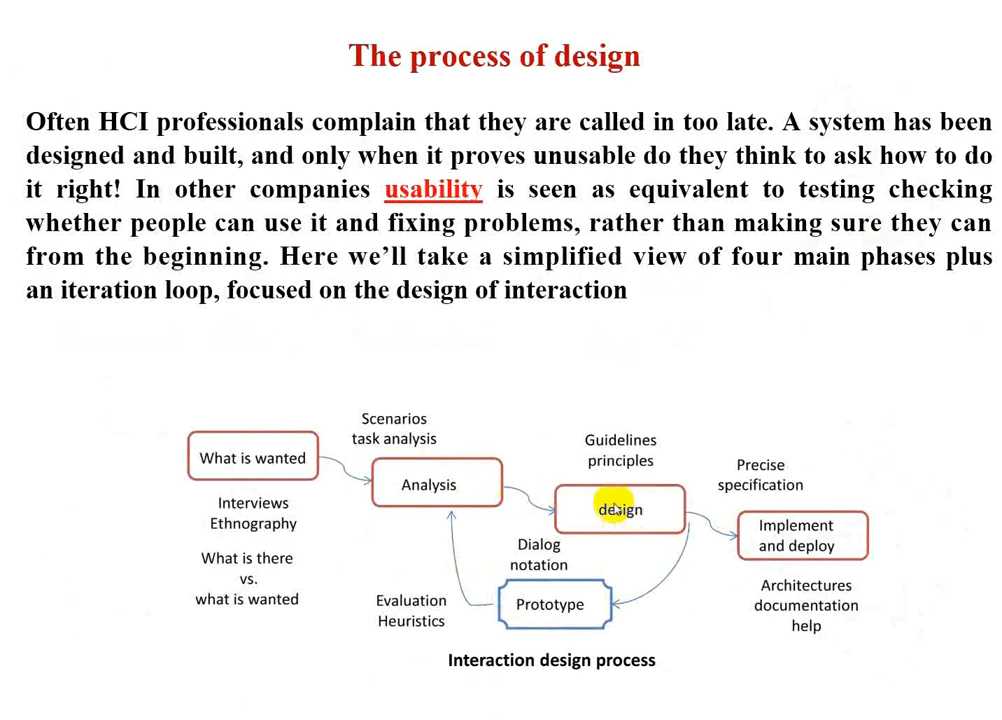 The process of design
Often HCI professionals complain that they are called in too late. A system has been
designed and built, and only when it proves unusable do they think to ask how to do
it right! In other companies usability is seen as equivalent to testing checking
whether people can use it and fixing problems, rather than making sure they can
from the beginning. Here we’ll take a simplified view of four main phases plus
an iteration loop, focused on the design of interaction
What is wanted
Interviews
Ethnography
What is there
vs.
what is wanted
Scenarios
task analysis
Analysis
Guidelines
principles
design
Precise
specification
Implement
and deploy
Dialog
notation
Prototype
Evaluation
Heuristics
Architectures
documentation
help
Interaction design process